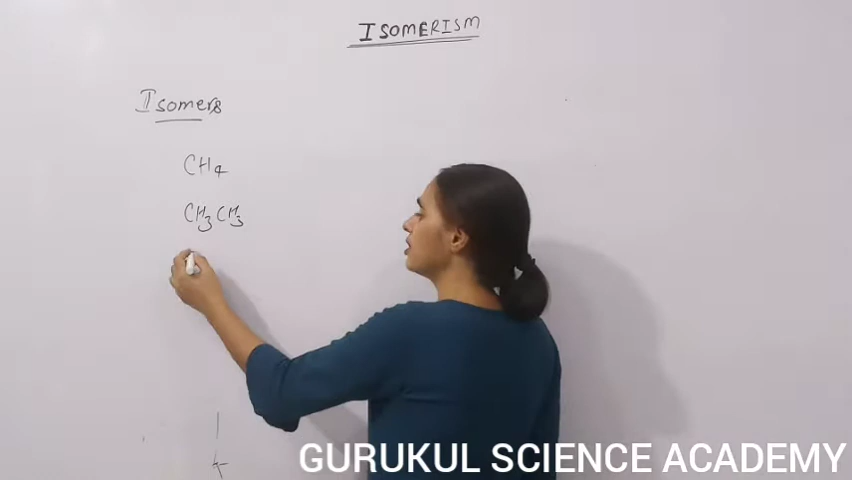 ISOMERISM
Isomers
CH4
CH3CH3
GURUKUL SCIENCE ACADEMY